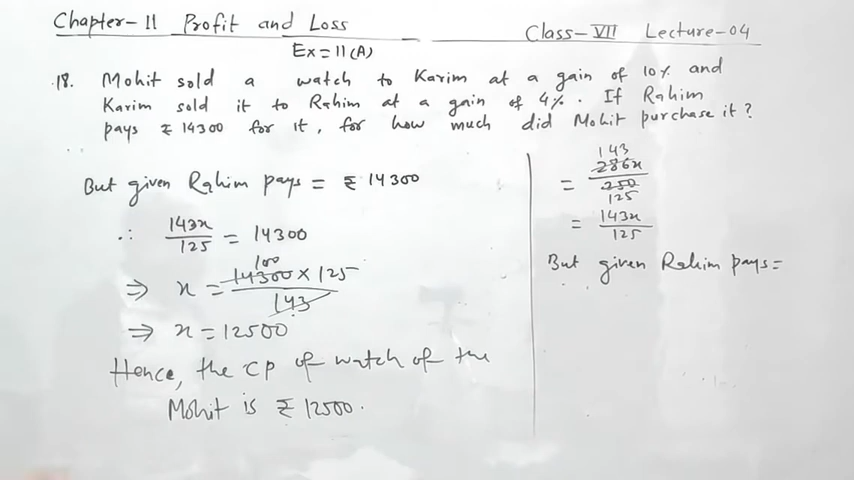 Chapter-11 Profit and Loss
Class-VII Lecture-04
Ex=11(A)
18. Mohit sold a watch to Karim at a gain of 10% and
Karim sold it to Rahim at a gain of 4%. If Rahim
pays ₹14300 for it, for how much did Mohit purchase it?
But given Rahim pays = ₹14300
∴ 143x/125 = 14300
100
⇒ x = 14300 × 125/143
⇒ x = 12500
Hence, the CP of watch of the
Mohit is ₹12500.
143
= 286x/250
125
= 143x/125
But given Rahim pays=